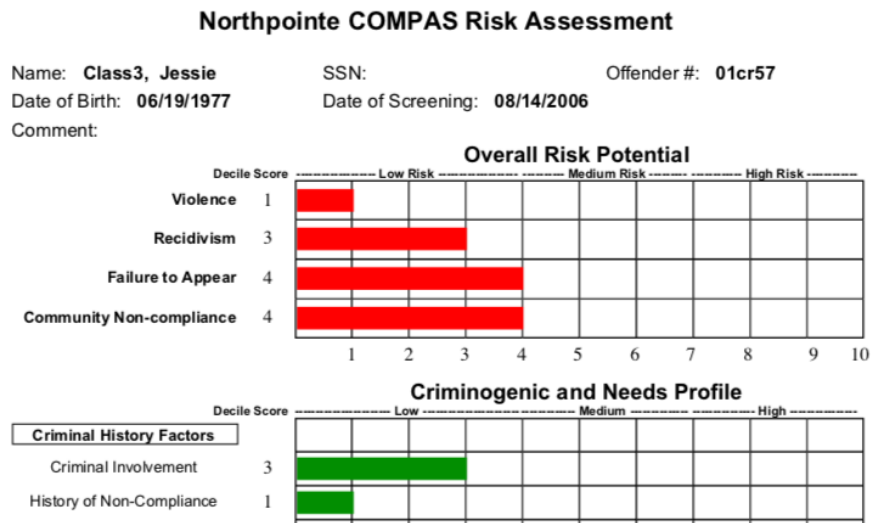 Northpointe COMPAS Risk Assessment
Name: Class3, Jessie SSN: Offender #: 01cr57
Date of Birth: 06/19/1977 Date of Screening: 08/14/2006
Comment:
Overall Risk Potential
Decile Score Low Risk Medium Risk High Risk
Violence 1
Recidivism 3
Failure to Appear 4
Community Non-compliance 4
1 2 3 4 5 6 7 8 9 10
Criminogenic and Needs Profile
Decile Score Low Medium High
Criminal History Factors
Criminal Involvement 3
History of Non-Compliance 1